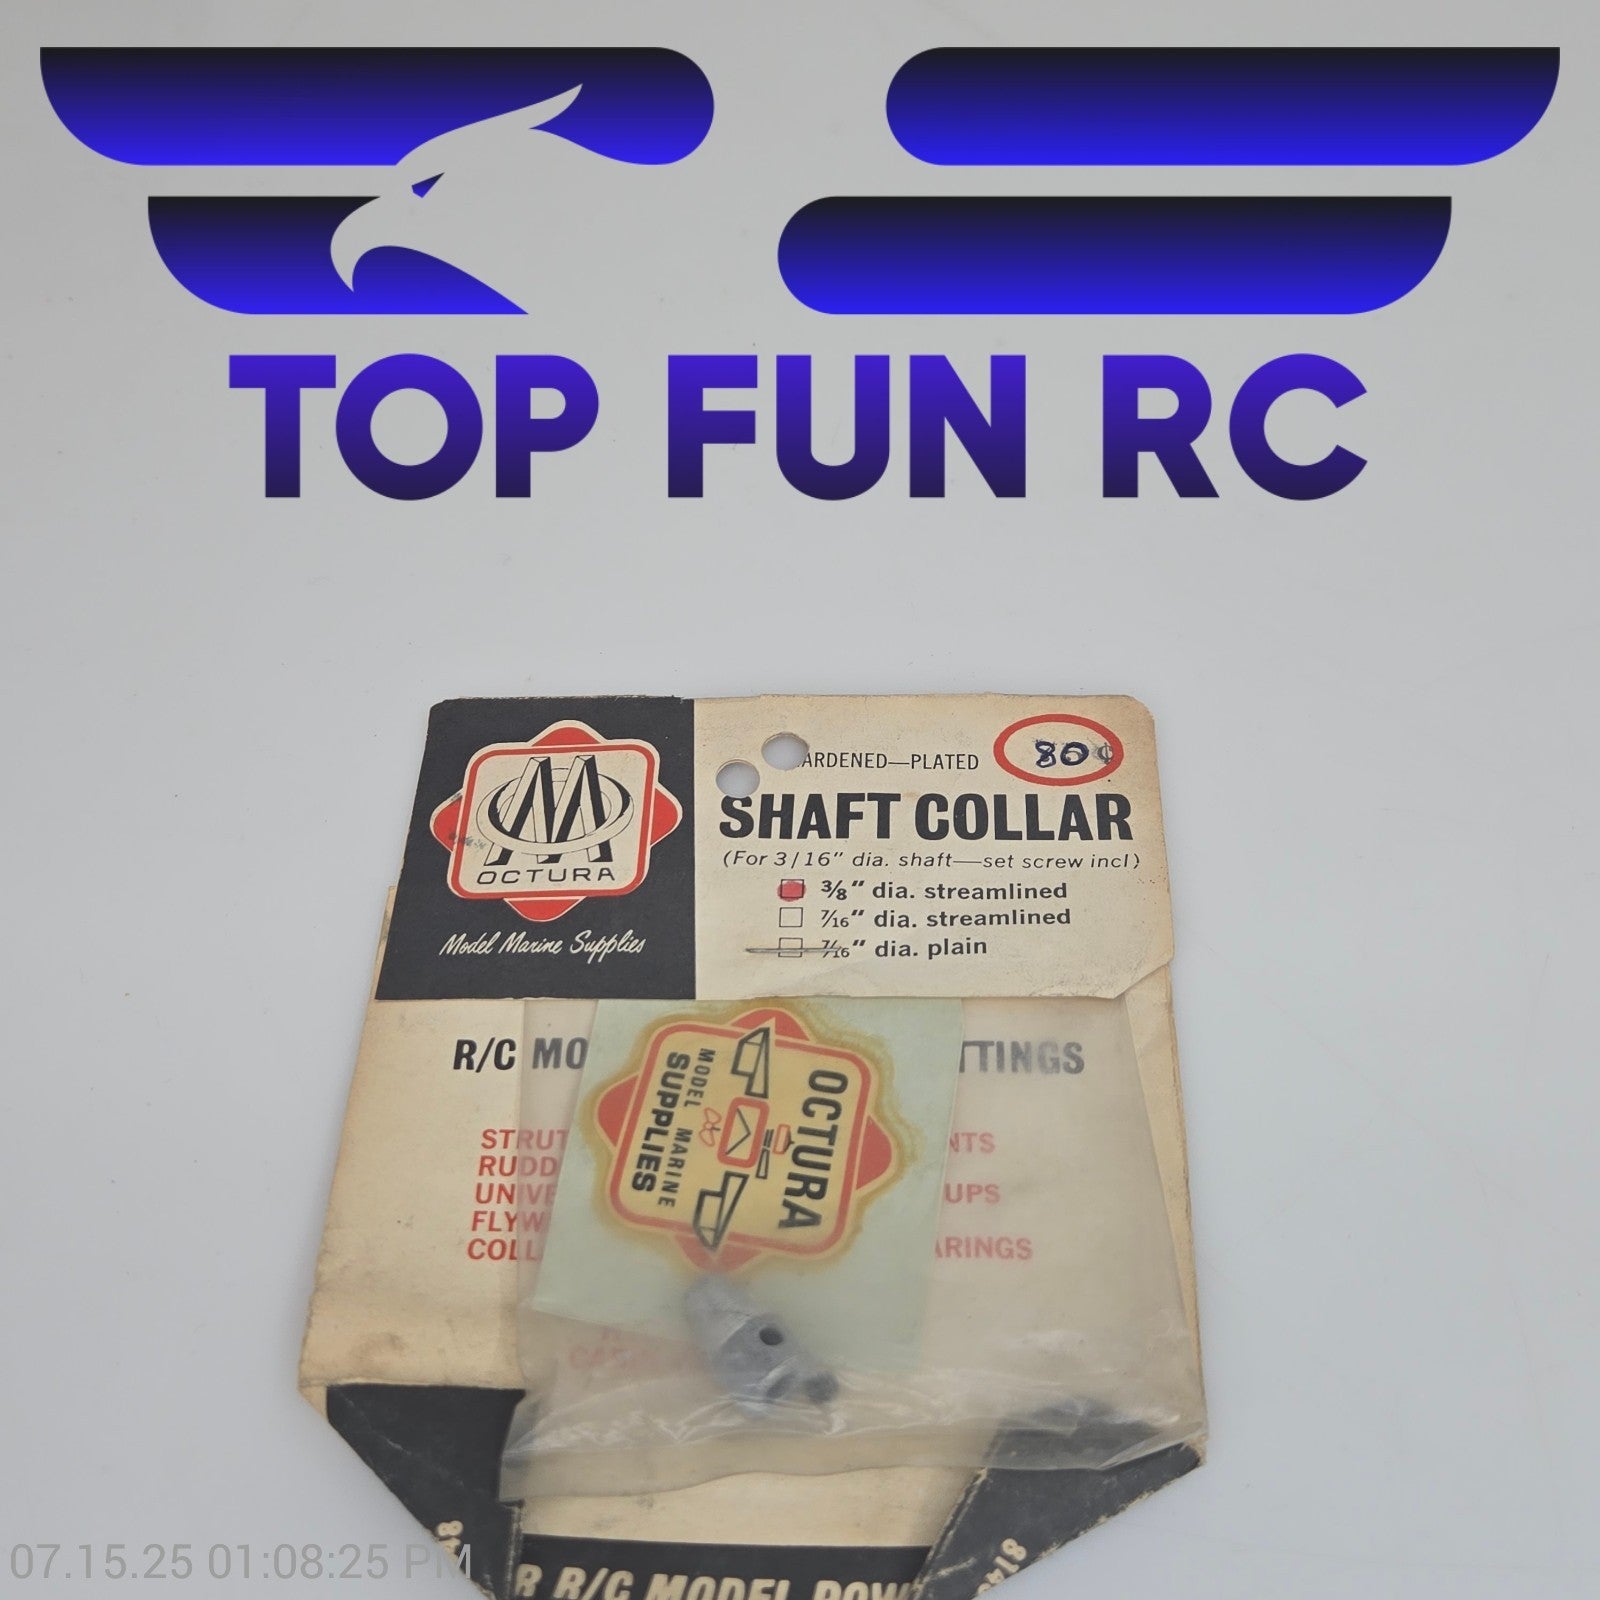 TOP FUN RC
OCTURA
Model Marine Supplies
ARDENED—PLATED
80¢
SHAFT COLLAR
(For 3/16" dia. shaft—set screw incl)
3/8" dia. streamlined
7/16" dia. streamlined
7/16" dia. plain
R/C MO
TTINGS
STRUT
NTS
RUDD
UNIVE
UPS
FLYW
COLL
ARINGS
OCTURA
MODEL MARINE
SUPPLIES
R R/C MODEL POW
07.15.25 01:08:25 PM